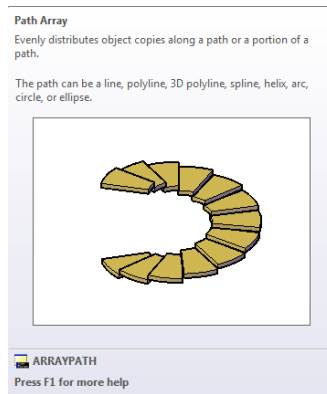 Path Array
Evenly distributes object copies along a path or a portion of a
path.
The path can be a line, polyline, 3D polyline, spline, helix, arc,
circle, or ellipse.
ARRAYPATH
Press F1 for more help